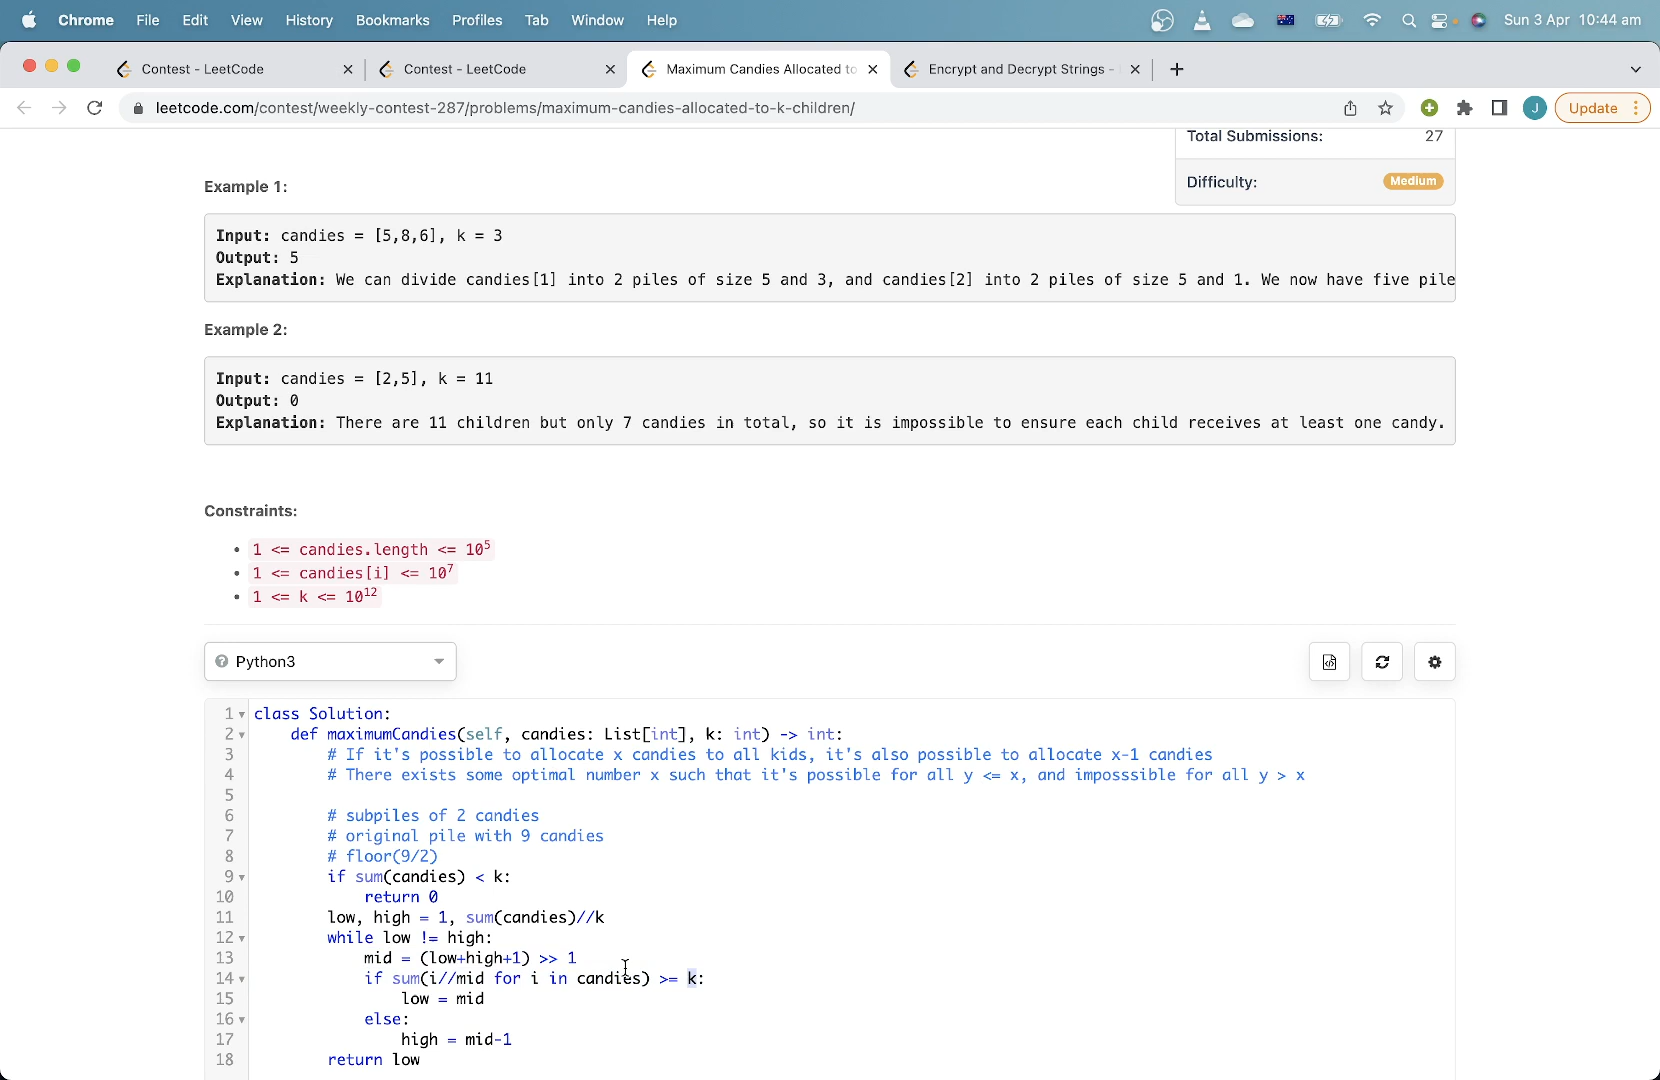 Chrome File Edit View History Bookmarks Profiles Tab Window Help Sun 3 Apr 10:44 am
Contest - LeetCode Contest - LeetCode Maximum Candies Allocated to Encrypt and Decrypt Strings -
leetcode.com/contest/weekly-contest-287/problems/maximum-candies-allocated-to-k-children/ J Update
Total Submissions: 27
Difficulty: Medium
Example 1:
Input: candies = [5,8,6], k = 3
Output: 5
Explanation: We can divide candies[1] into 2 piles of size 5 and 3, and candies[2] into 2 piles of size 5 and 1. We now have five pile
Example 2:
Input: candies = [2,5], k = 11
Output: 0
Explanation: There are 11 children but only 7 candies in total, so it is impossible to ensure each child receives at least one candy.
Constraints:
• 1 <= candies.length <= 10⁵
• 1 <= candies[i] <= 10⁷
• 1 <= k <= 10¹²
Python3
1 class Solution:
2 def maximumCandies(self, candies: List[int], k: int) -> int:
3 # If it's possible to allocate x candies to all kids, it's also possible to allocate x-1 candies
4 # There exists some optimal number x such that it's possible for all y <= x, and imposssible for all y > x
5
6 # subpiles of 2 candies
7 # original pile with 9 candies
8 # floor(9/2)
9 if sum(candies) < k:
10 return 0
11 low, high = 1, sum(candies)//k
12 while low != high:
13 mid = (low+high+1) >> 1
14 if sum(i//mid for i in candies) >= k:
15 low = mid
16 else:
17 high = mid-1
18 return low